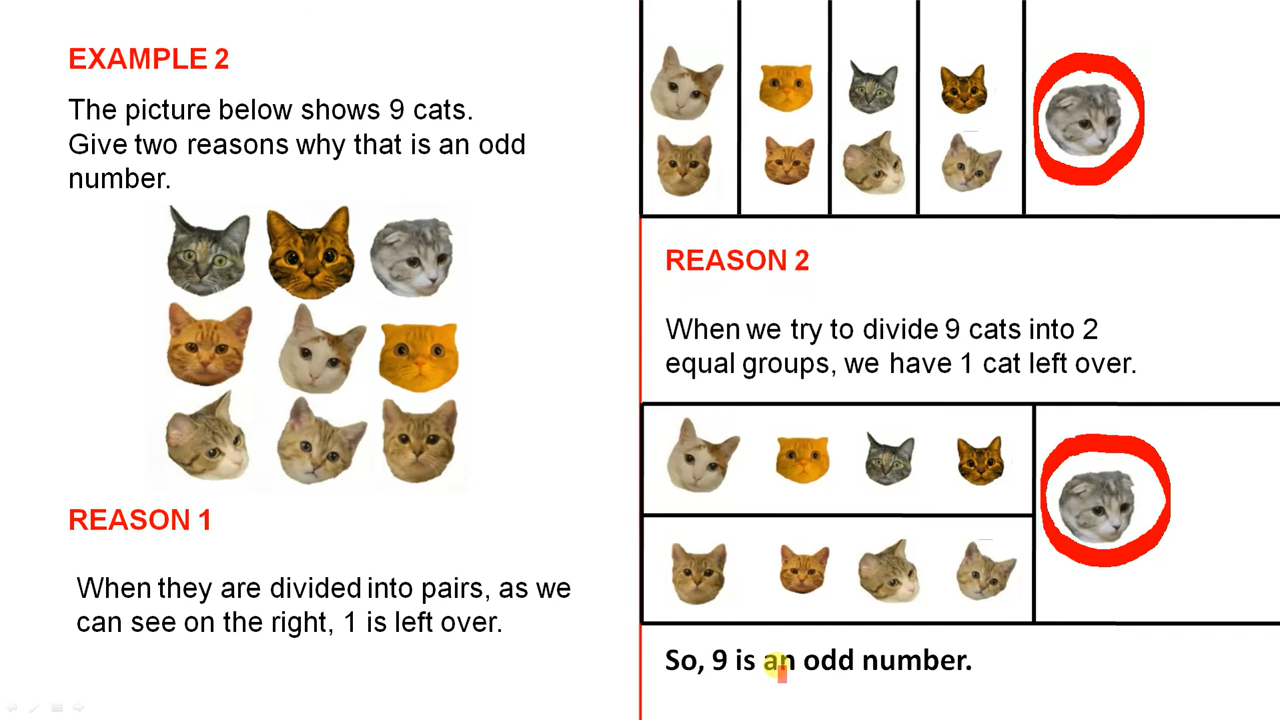 EXAMPLE 2
The picture below shows 9 cats.
Give two reasons why that is an odd
number.
REASON 1
When they are divided into pairs, as we
can see on the right, 1 is left over.
REASON 2
When we try to divide 9 cats into 2
equal groups, we have 1 cat left over.
So, 9 is an odd number.